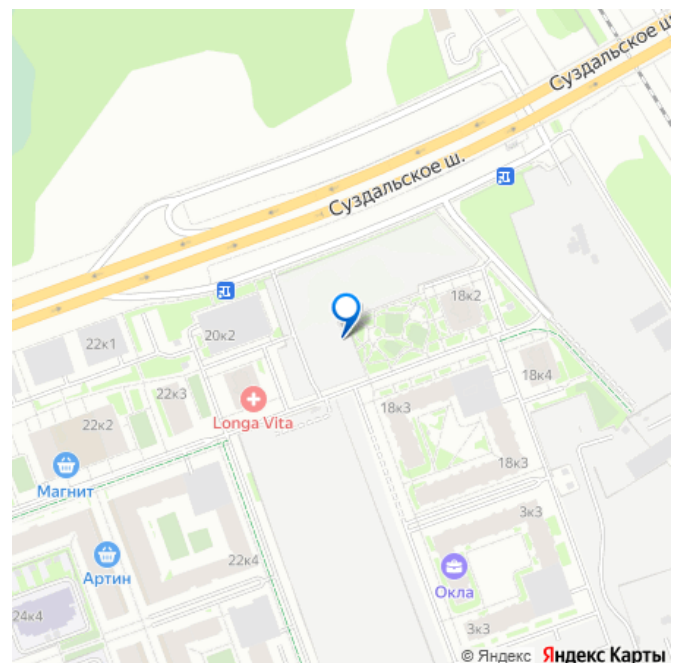 Суздальское ш.
Суздальское ш.
18к2
20к2
22к1
18к4
22к3
18к3
Longa Vita
22к2
18к3
Магнит
3к3
22к4
Артин
Окла
24к4
3к3
© Яндекс Яндекс Карты